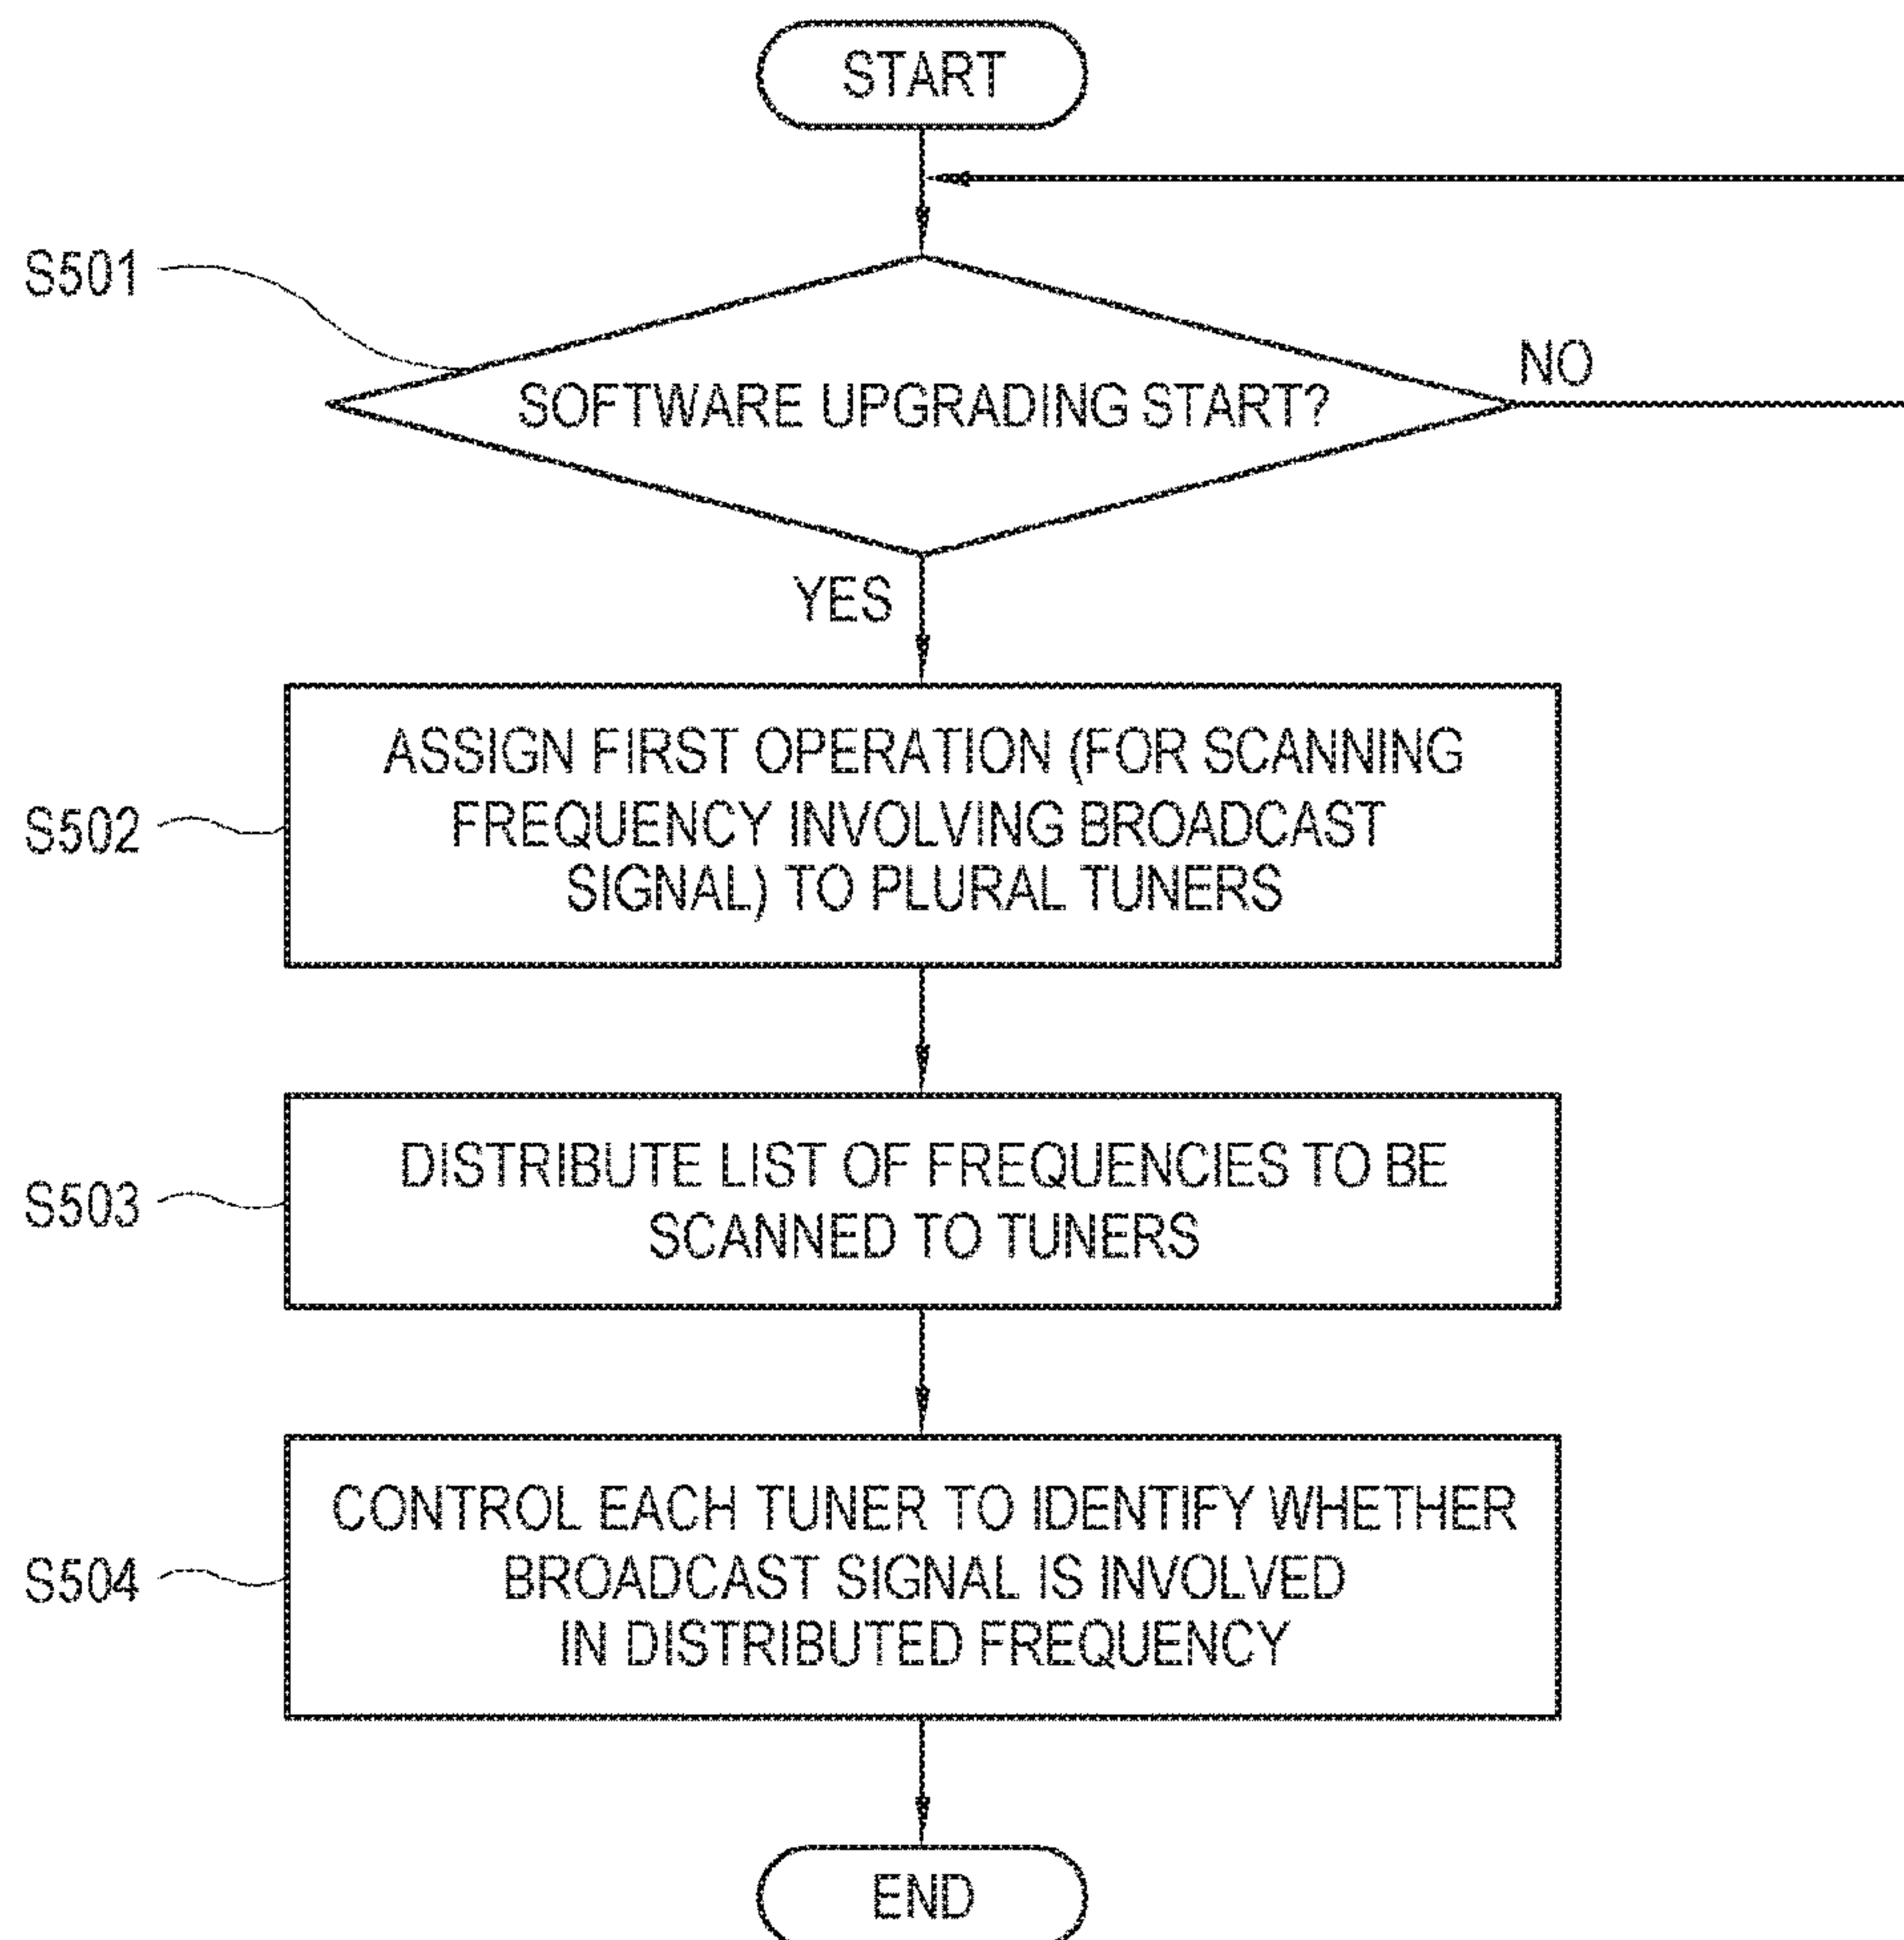 START
S501
SOFTWARE UPGRADING START?
NO
YES
S502
ASSIGN FIRST OPERATION (FOR SCANNING
FREQUENCY INVOLVING BROADCAST
SIGNAL) TO PLURAL TUNERS
S503
DISTRIBUTE LIST OF FREQUENCIES TO BE
SCANNED TO TUNERS
S504
CONTROL EACH TUNER TO IDENTIFY WHETHER
BROADCAST SIGNAL IS INVOLVED
IN DISTRIBUTED FREQUENCY
END